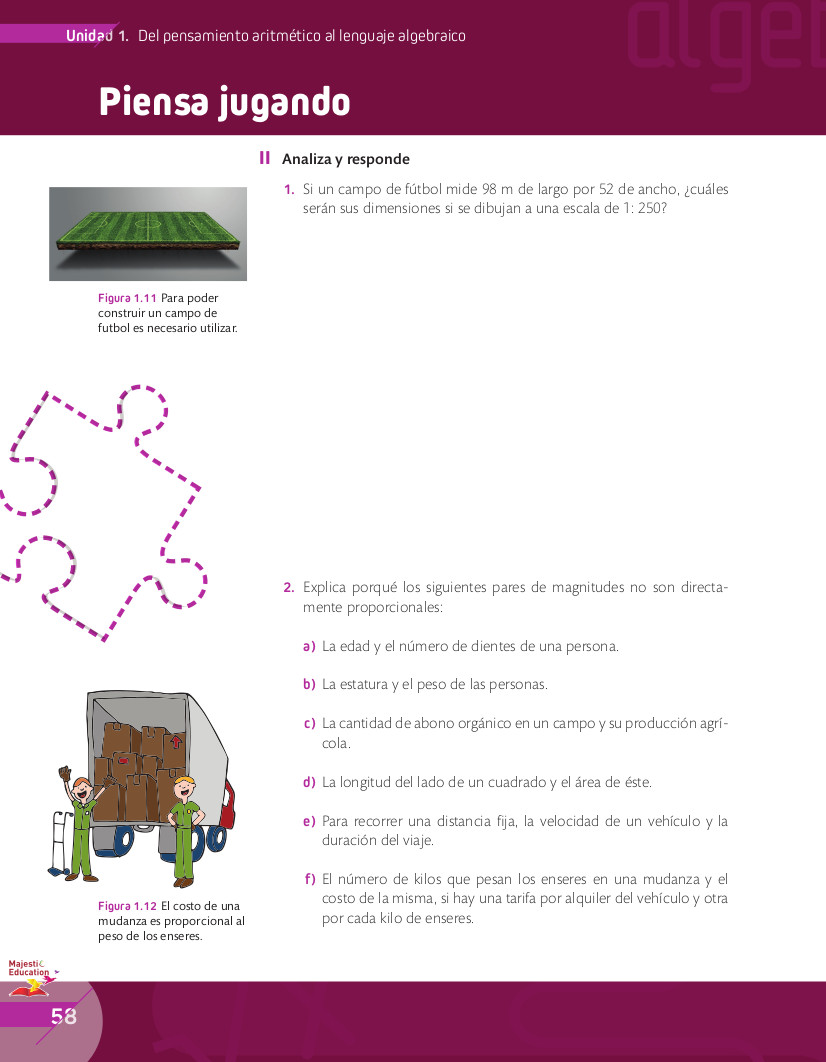 Unidad 1. Del pensamiento aritmético al lenguaje algebraico
algeb
Piensa jugando
II Analiza y responde
1. Si un campo de fútbol mide 98 m de largo por 52 de ancho, ¿cuáles
serán sus dimensiones si se dibujan a una escala de 1: 250?
Figura 1.11 Para poder
construir un campo de
futbol es necesario utilizar.
2. Explica porqué los siguientes pares de magnitudes no son directa-
mente proporcionales:
a) La edad y el número de dientes de una persona.
b) La estatura y el peso de las personas.
c) La cantidad de abono orgánico en un campo y su producción agrí-
cola.
d) La longitud del lado de un cuadrado y el área de éste.
e) Para recorrer una distancia fija, la velocidad de un vehículo y la
duración del viaje.
f) El número de kilos que pesan los enseres en una mudanza y el
costo de la misma, si hay una tarifa por alquiler del vehículo y otra
por cada kilo de enseres.
Figura 1.12 El costo de una
mudanza es proporcional al
peso de los enseres.
Majestic
Education
58